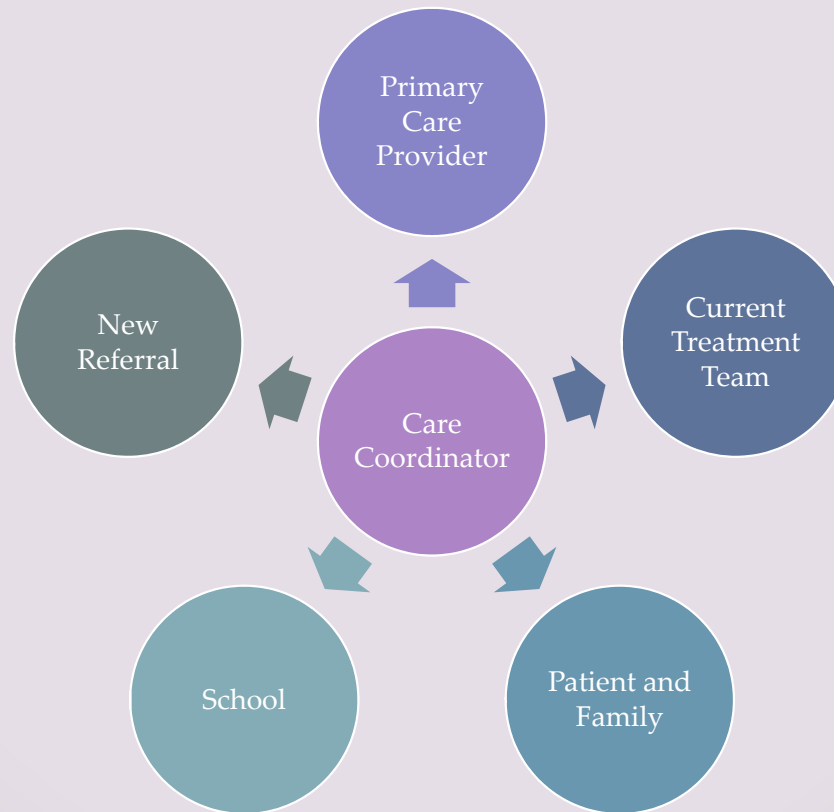 Primary
Care
Provider
New
Referral
Current
Treatment
Team
Care
Coordinator
School
Patient and
Family